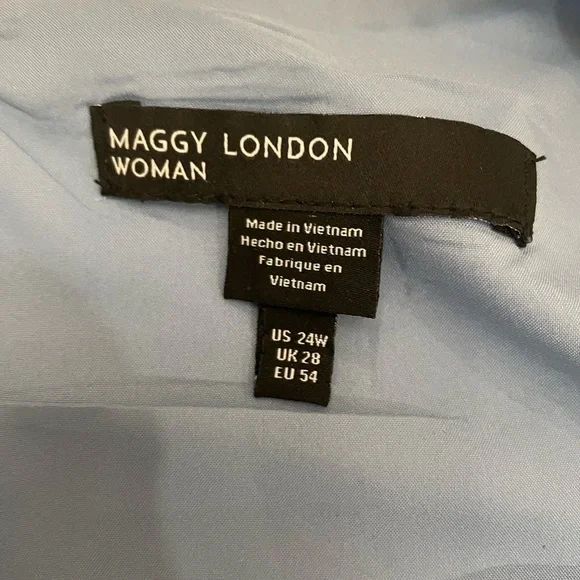 MAGGY LONDON
WOMAN
Made in Vietnam
Hecho en Vietnam
Fabrique en
Vietnam
US 24W
UK 28
EU 54